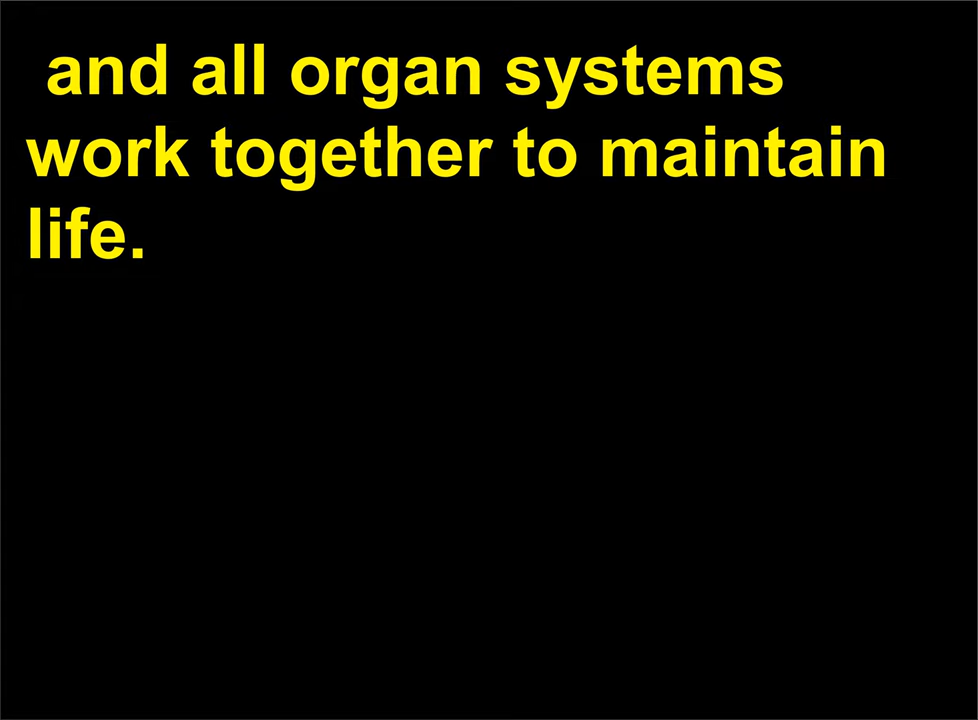 and all organ systems
work together to maintain
life.